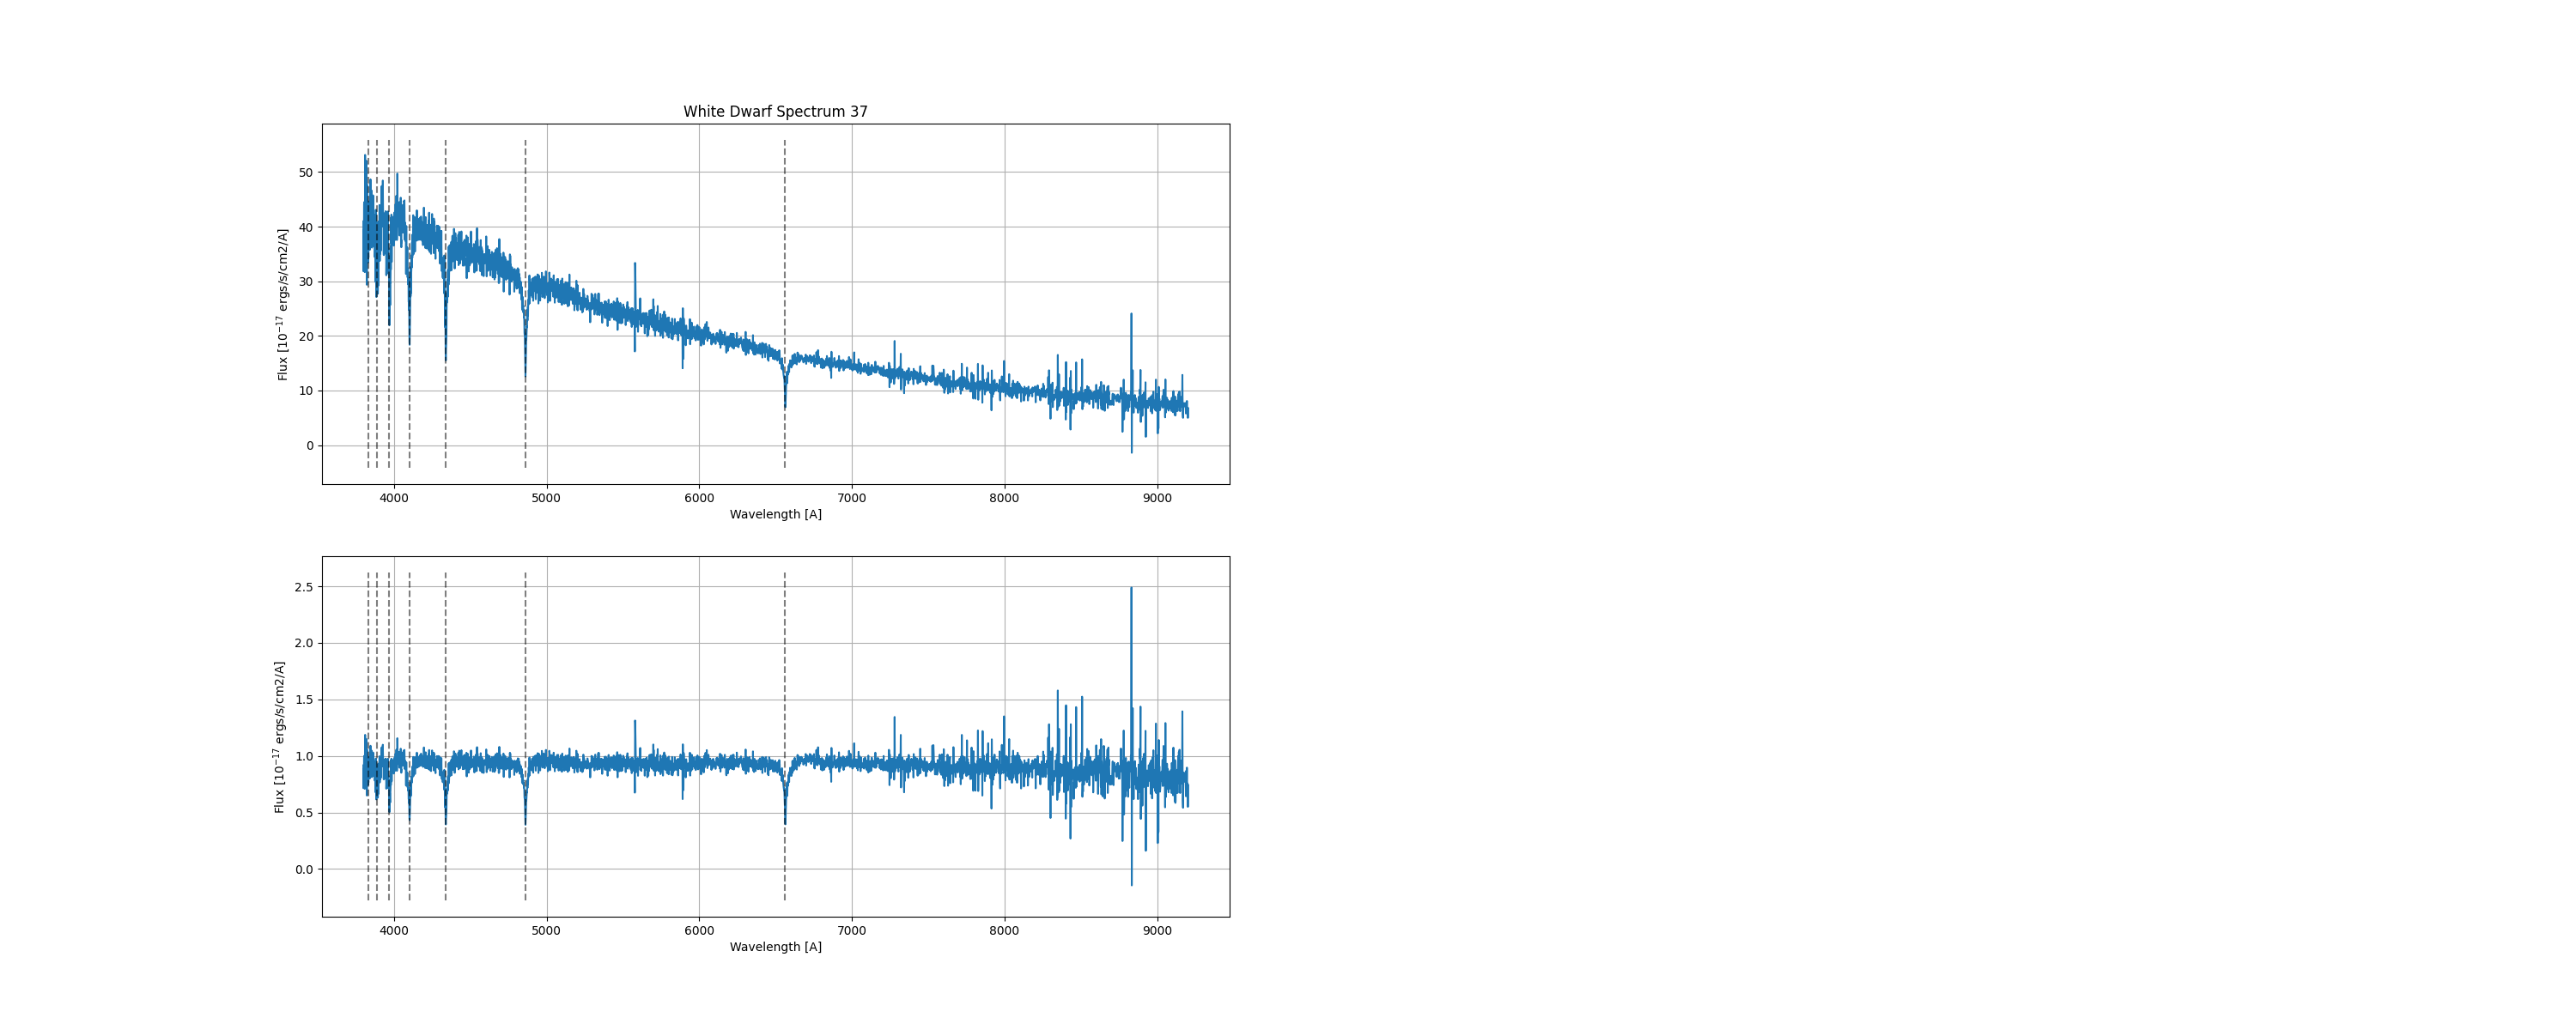 White Dwarf Spectrum 37
50
40
30
20
10
0
Flux [10⁻¹⁷ ergs/s/cm2/A]
4000 5000 6000 7000 8000 9000
Wavelength [A]
2.5
2.0
1.5
1.0
0.5
0.0
Flux [10⁻¹⁷ ergs/s/cm2/A]
4000 5000 6000 7000 8000 9000
Wavelength [A]